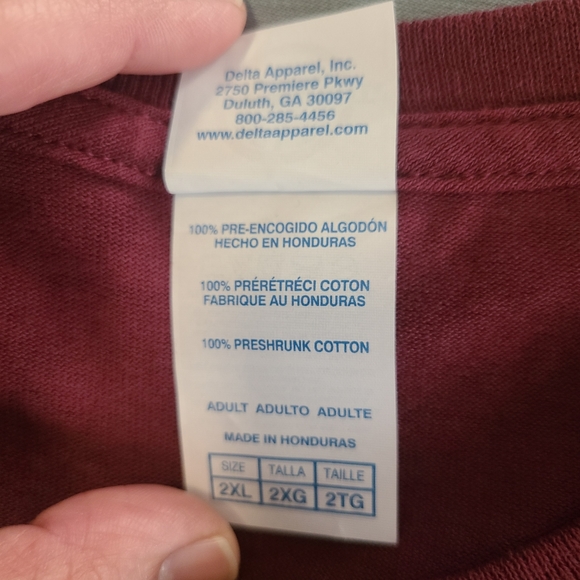 Delta Apparel, Inc.
2750 Premiere Pkwy
Duluth, GA 30097
800-285-4456
www.deltaapparel.com
100% PRE-ENCOGIDO ALGODÓN
HECHO EN HONDURAS
100% PRÉRÉTRÉCI COTON
FABRIQUE AU HONDURAS
100% PRESHRUNK COTTON
ADULT ADULTO ADULTE
MADE IN HONDURAS
SIZE TALLA TAILLE
2XL 2XG 2TG